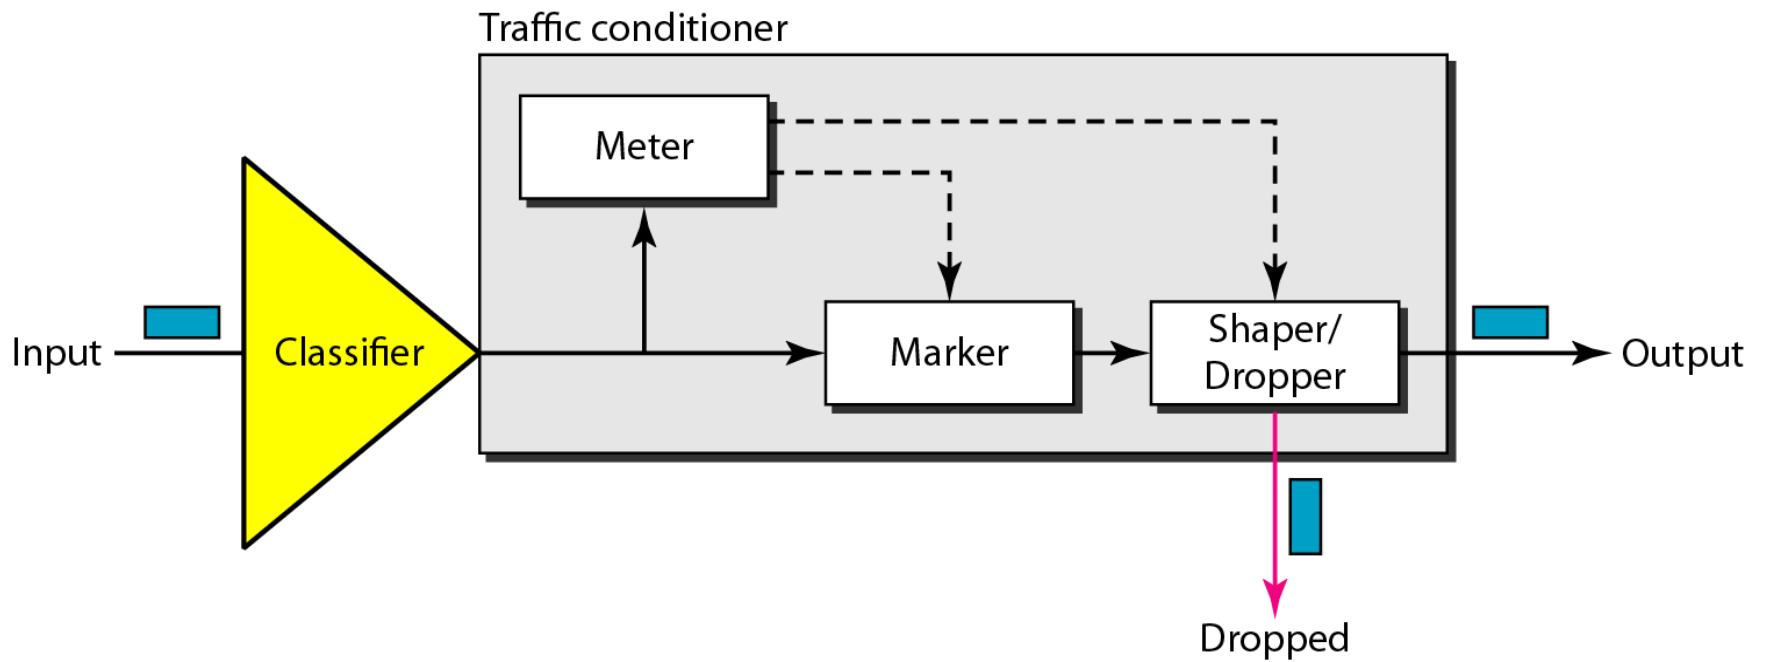 Traffic conditioner
Meter
Input
Classifier
Marker
Shaper/
Dropper
Output
Dropped